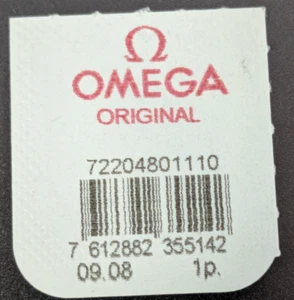 Ω
OMEGA
ORIGINAL
72204801110
7 612882 355142
09.08 1p.